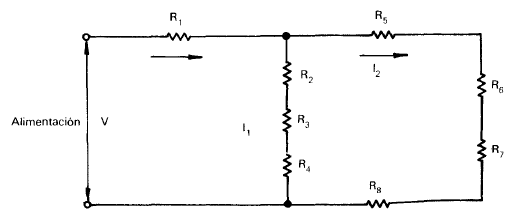 R₁
R₅
R₂
I₂
R₆
Alimentación V
I₁
R₃
R₇
R₄
R₈